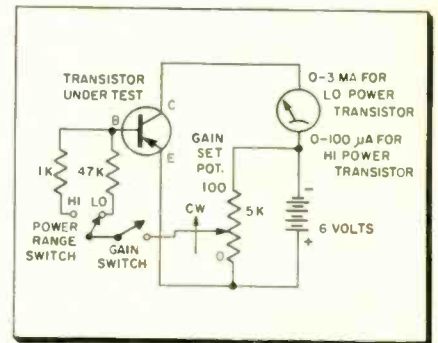 TRANSISTOR
UNDER TEST
C
B
E
0-3 MA FOR
LO POWER
TRANSISTOR
0-100 µA FOR
HI POWER
TRANSISTOR
GAIN
SET
POT.
100
1K
47K
HI
LO
CW
5K
POWER
RANGE
SWITCH
GAIN
SWITCH
0
-
6 VOLTS
+